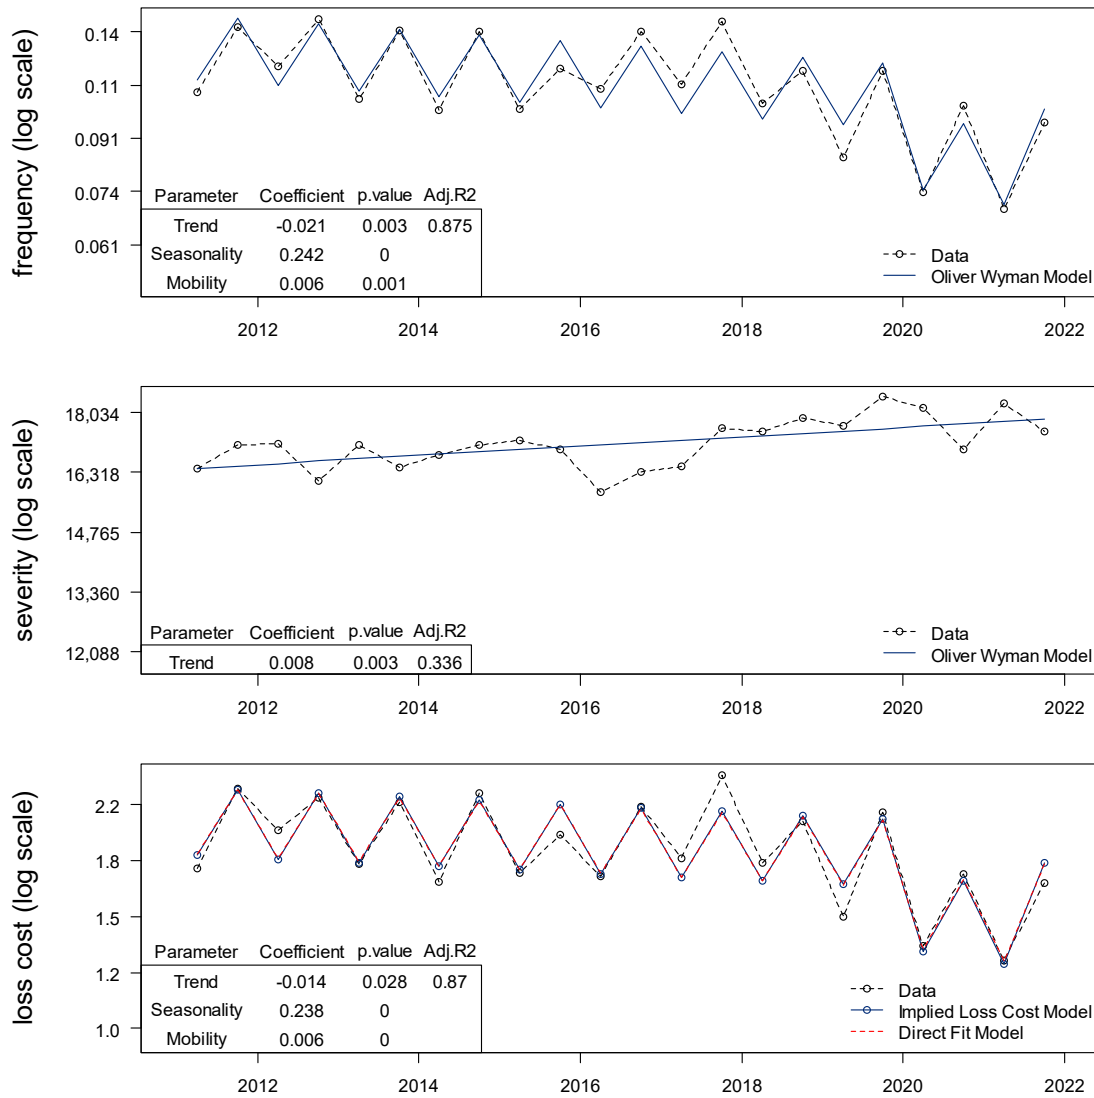 frequency (log scale)
0.14
0.11
0.091
0.074
0.061
Parameter Coefficient p.value Adj.R2
Trend -0.021 0.003 0.875
Seasonality 0.242 0
Mobility 0.006 0.001
Data
Oliver Wyman Model
2012 2014 2016 2018 2020 2022
severity (log scale)
18,034
16,318
14,765
13,360
12,088
Parameter Coefficient p.value Adj.R2
Trend 0.008 0.003 0.336
Data
Oliver Wyman Model
2012 2014 2016 2018 2020 2022
loss cost (log scale)
2.2
1.8
1.5
1.2
1.0
Parameter Coefficient p.value Adj.R2
Trend -0.014 0.028 0.87
Seasonality 0.238 0
Mobility 0.006 0
Data
Implied Loss Cost Model
Direct Fit Model
2012 2014 2016 2018 2020 2022